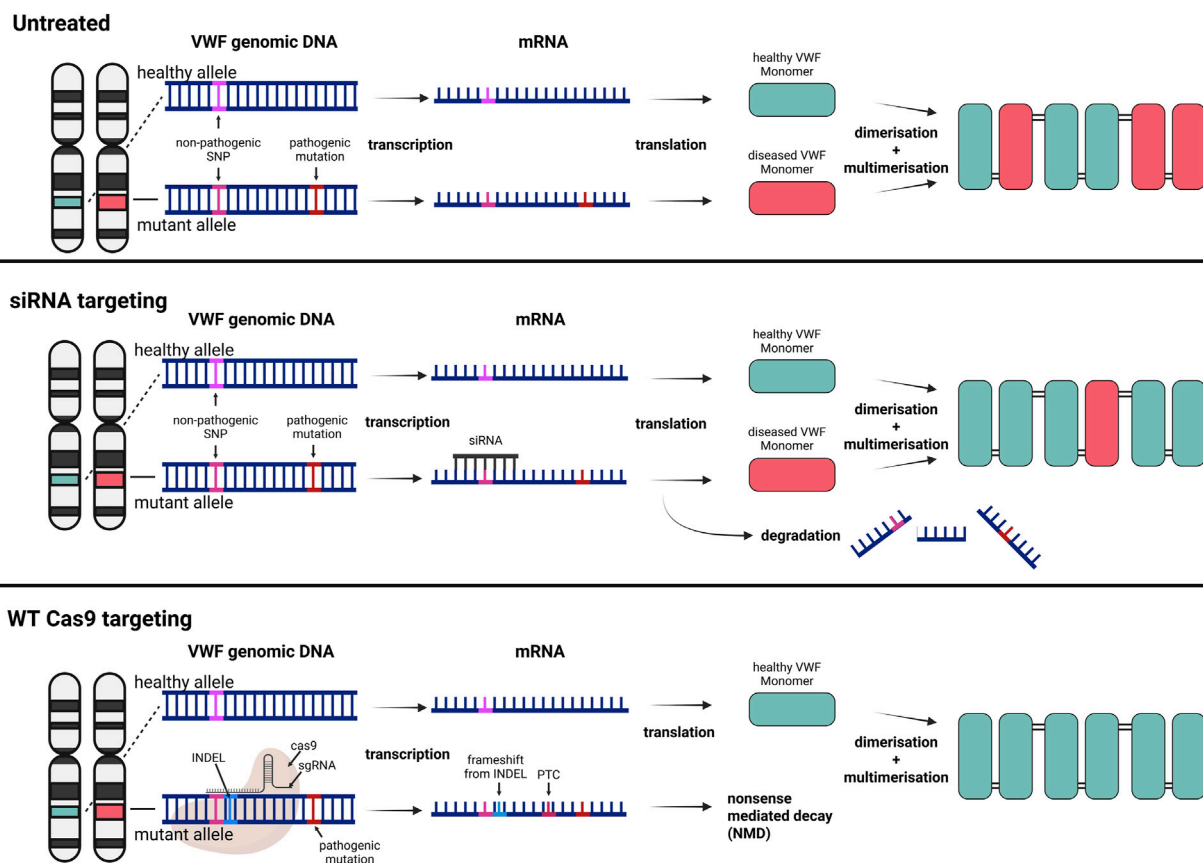 Untreated
VWF genomic DNA
mRNA
healthy allele
non-pathogenic
SNP
pathogenic
mutation
mutant allele
transcription
translation
healthy VWF
Monomer
diseased VWF
Monomer
dimerisation
+
multimerisation
siRNA targeting
VWF genomic DNA
mRNA
healthy allele
non-pathogenic
SNP
pathogenic
mutation
mutant allele
transcription
siRNA
translation
healthy VWF
Monomer
diseased VWF
Monomer
dimerisation
+
multimerisation
degradation
WT Cas9 targeting
VWF genomic DNA
mRNA
healthy allele
INDEL
cas9
sgRNA
mutant allele
pathogenic
mutation
transcription
frameshift
from INDEL
PTC
translation
healthy VWF
Monomer
nonsense
mediated decay
(NMD)
dimerisation
+
multimerisation